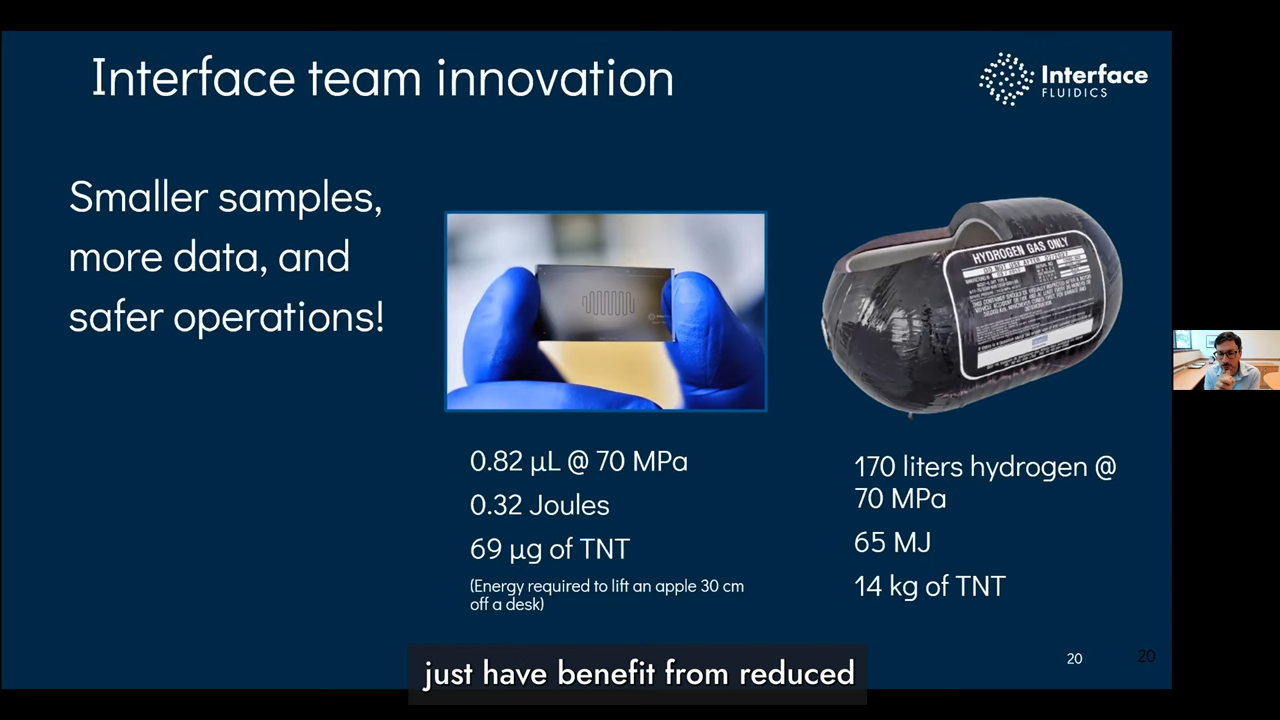 Interface team innovation
Interface
FLUIDICS
Smaller samples,
more data, and
safer operations!
HYDROGEN GAS ONLY
0.82 µL @ 70 MPa
0.32 Joules
69 µg of TNT
(Energy required to lift an apple 30 cm
off a desk)
170 liters hydrogen @
70 MPa
65 MJ
14 kg of TNT
20
20
just have benefit from reduced